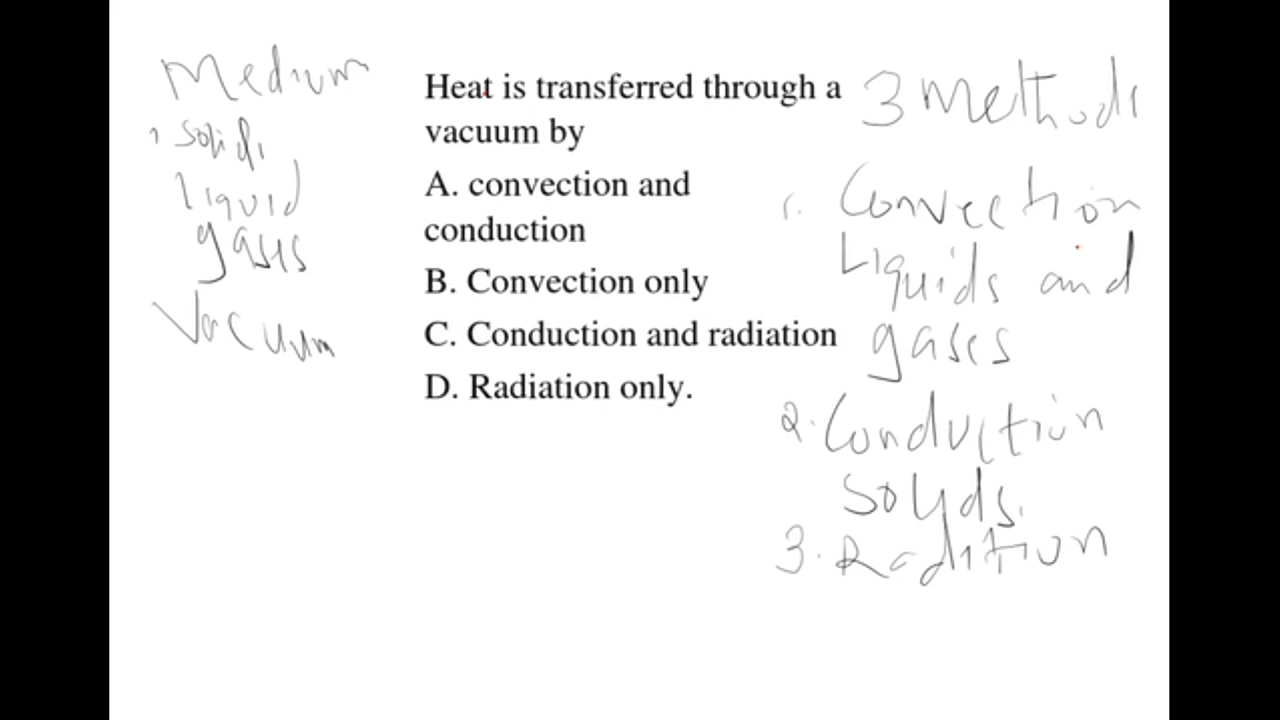 Medium
1 solids
liquid
gases
Vacuum
Heat is transferred through a
vacuum by
A. convection and
conduction
B. Convection only
C. Conduction and radiation
D. Radiation only.
3 methods
1. Convection
Liquids and
gases
2. Conduction
solids.
3. Radition